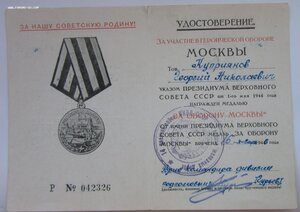 ЗА НАШУ СОВЕТСКУЮ РОДИНУ!
Р № 042326
УДОСТОВЕРЕНИЕ
ЗА УЧАСТИЕ В ГЕРОИЧЕСКОЙ ОБОРОНЕ
МОСКВЫ
Тов. Куприянов
Георгий Николаевич
УКАЗОМ ПРЕЗИДИУМА ВЕРХОВНОГО
СОВЕТА СССР от 1-го мая 1944 года
НАГРАЖДЕН МЕДАЛЬЮ
„ЗА ОБОРОНУ МОСКВЫ“
От имени ПРЕЗИДИУМА ВЕРХОВНОГО
СОВЕТА СССР МЕДАЛЬ „ЗА ОБОРОНУ
МОСКВЫ“ ВРУЧЕНА
командира дивизии